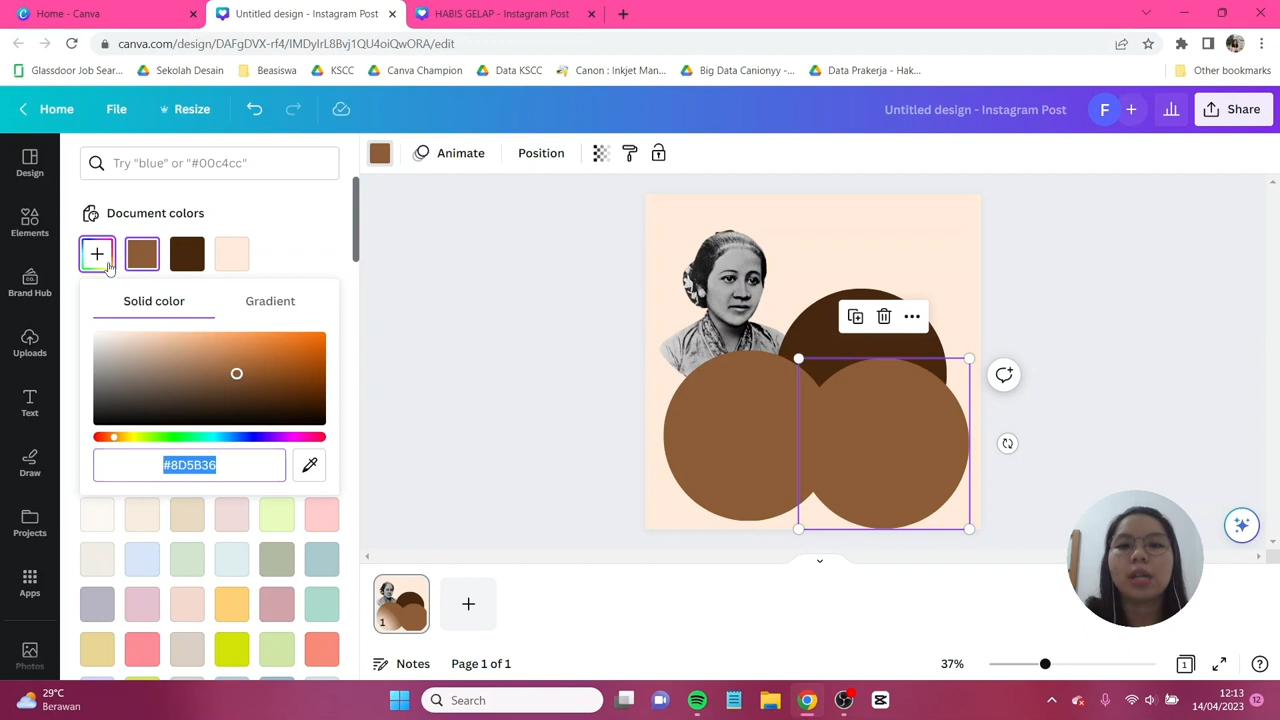 Home - Canva
Untitled design - Instagram Post
HABIS GELAP - Instagram Post
canva.com/design/DAFgDVX-rf4/IMDyIrL8Bvj1QU4oiQwORA/edit
Glassdoor Job Sear...
Sekolah Desain
Beasiswa
KSCC
Canva Champion
Data KSCC
Canon : Inkjet Man...
Big Data Canionyy -...
Data Prakerja - Hak...
Other bookmarks
Home
File
Resize
Untitled design - Instagram Post
F
Share
Design
Elements
Brand Hub
Uploads
Text
Draw
Projects
Apps
Photos
Try "blue" or "#00c4cc"
Document colors
Solid color
Gradient
#8D5B36
Animate
Position
1
Notes
Page 1 of 1
37%
1
29°C
Berawan
Search
12:13
14/04/2023